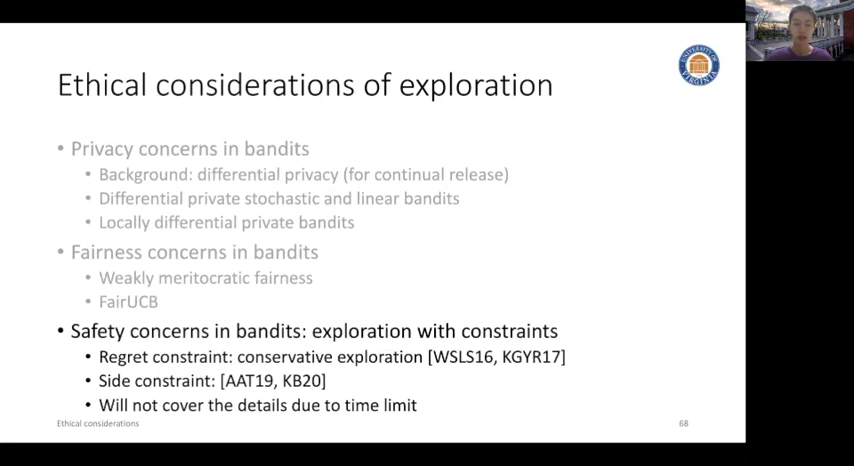 UNIVERSITY OF VIRGINIA
Ethical considerations of exploration
• Privacy concerns in bandits
• Background: differential privacy (for continual release)
• Differential private stochastic and linear bandits
• Locally differential private bandits
• Fairness concerns in bandits
• Weakly meritocratic fairness
• FairUCB
• Safety concerns in bandits: exploration with constraints
• Regret constraint: conservative exploration [WSLS16, KGYR17]
• Side constraint: [AAT19, KB20]
• Will not cover the details due to time limit
Ethical considerations
68